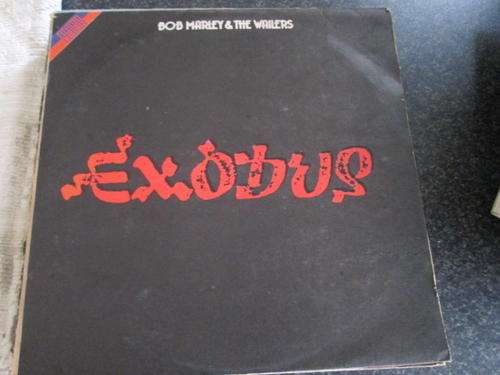 BOB MARLEY & THE WAILERS
EXODUS